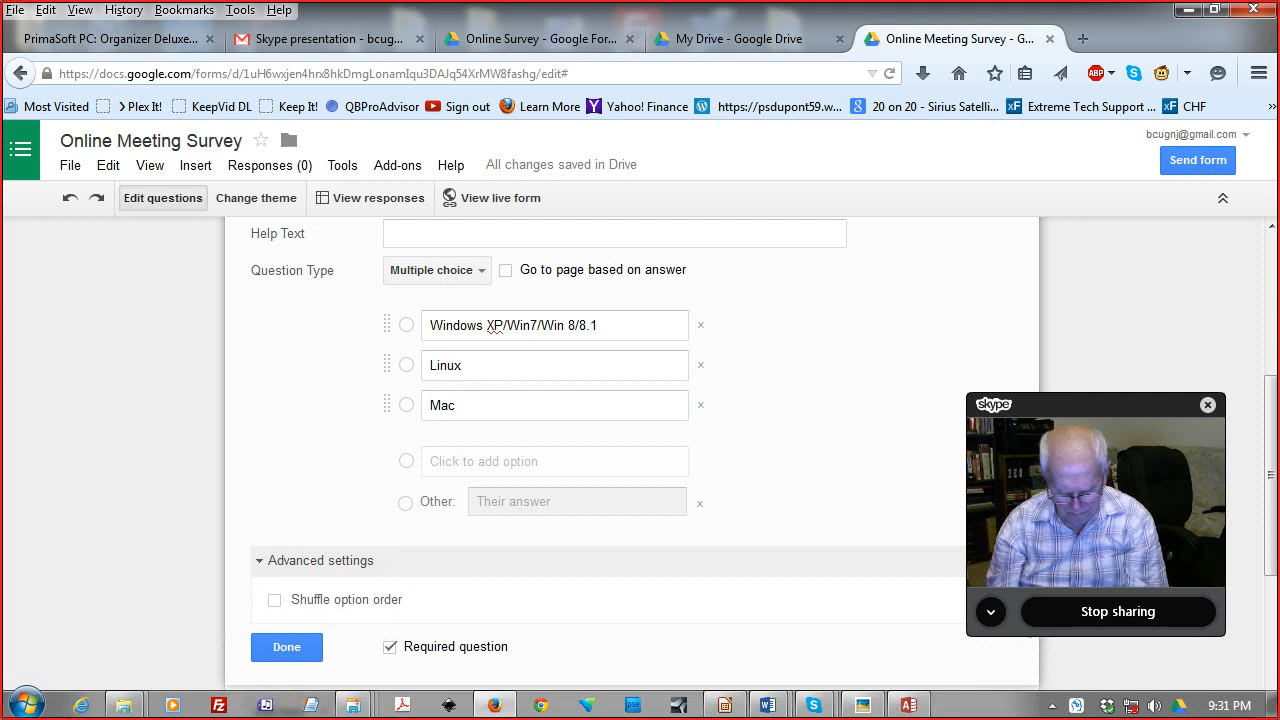 File Edit View History Bookmarks Tools Help
PrimaSoft PC: Organizer Deluxe... × Skype presentation - bcug... × Online Survey - Google For... × My Drive - Google Drive × Online Meeting Survey - G... ×
https://docs.google.com/forms/d/1uH6wxjen4hrx8hkDmgLonamIqu3DAJq54XrMW8fashg/edit#
ABP
Most Visited > Plex It! KeepVid DL Keep It! QBProAdvisor Sign out Learn More Yahoo! Finance https://psdupont59.w... 20 on 20 - Sirius Satelli... Extreme Tech Support ... CHF »
Online Meeting Survey
bcugnj@gmail.com
File Edit View Insert Responses (0) Tools Add-ons Help All changes saved in Drive
Send form
Edit questions Change theme View responses View live form
Help Text
Question Type Multiple choice Go to page based on answer
Windows XP/Win7/Win 8/8.1 x
Linux x
Mac x
skype
Click to add option
Other: Their answer x
Advanced settings
Shuffle option order
Stop sharing
Done Required question
9:31 PM